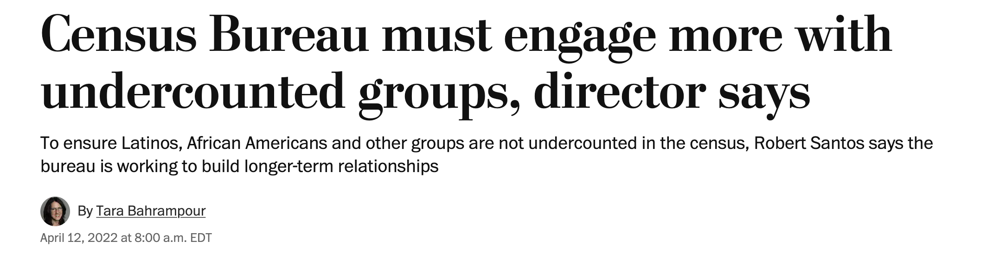 Census Bureau must engage more with
undercounted groups, director says
To ensure Latinos, African Americans and other groups are not undercounted in the census, Robert Santos says the
bureau is working to build longer-term relationships
By Tara Bahrampour
April 12, 2022 at 8:00 a.m. EDT